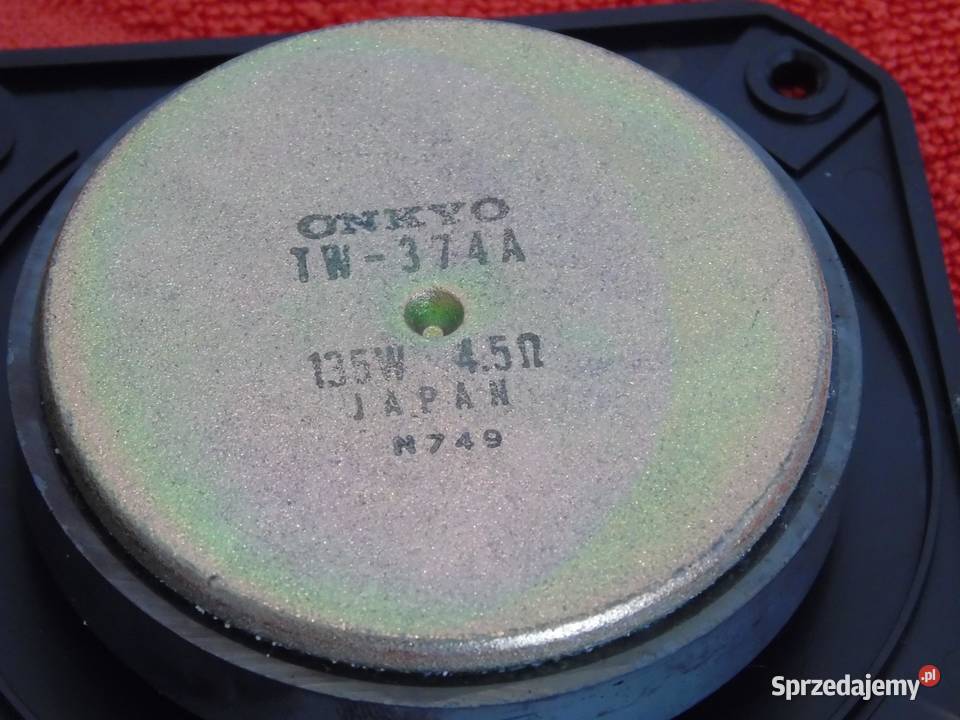 ONKYO
TW-374A
135W 4.5Ω
JAPAN
N749
Sprzedajemy.pl